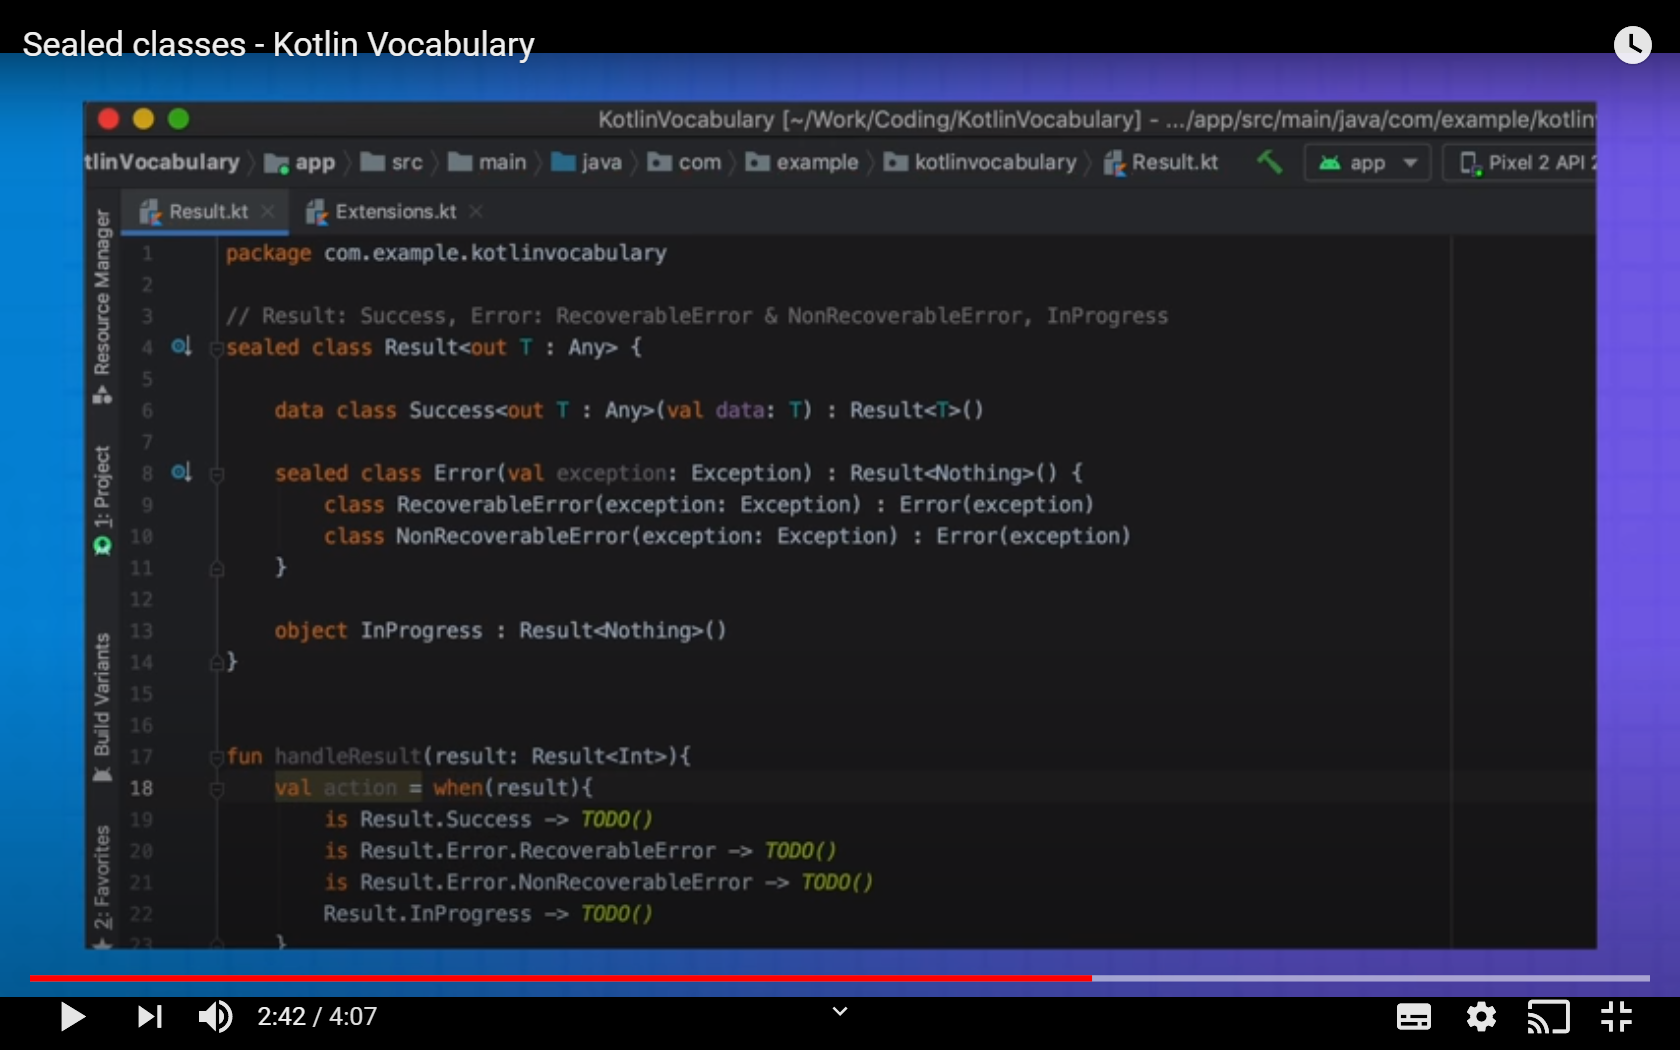 Sealed classes - Kotlin Vocabulary
KotlinVocabulary [~/Work/Coding/KotlinVocabulary] - .../app/src/main/java/com/example/kotlin
tlinVocabulary app src main java com example kotlinvocabulary Result.kt app Pixel 2 API 2
Result.kt Extensions.kt
Resource Manager
1: Project
Build Variants
2: Favorites
1 package com.example.kotlinvocabulary
2
3 // Result: Success, Error: RecoverableError & NonRecoverableError, InProgress
4 sealed class Result<out T : Any> {
5
6 data class Success<out T : Any>(val data: T) : Result<T>()
7
8 sealed class Error(val exception: Exception) : Result<Nothing>() {
9 class RecoverableError(exception: Exception) : Error(exception)
10 class NonRecoverableError(exception: Exception) : Error(exception)
11 }
12
13 object InProgress : Result<Nothing>()
14 }
15
16
17 fun handleResult(result: Result<Int>){
18 val action = when(result){
19 is Result.Success -> TODO()
20 is Result.Error.RecoverableError -> TODO()
21 is Result.Error.NonRecoverableError -> TODO()
22 Result.InProgress -> TODO()
23 }
2:42 / 4:07